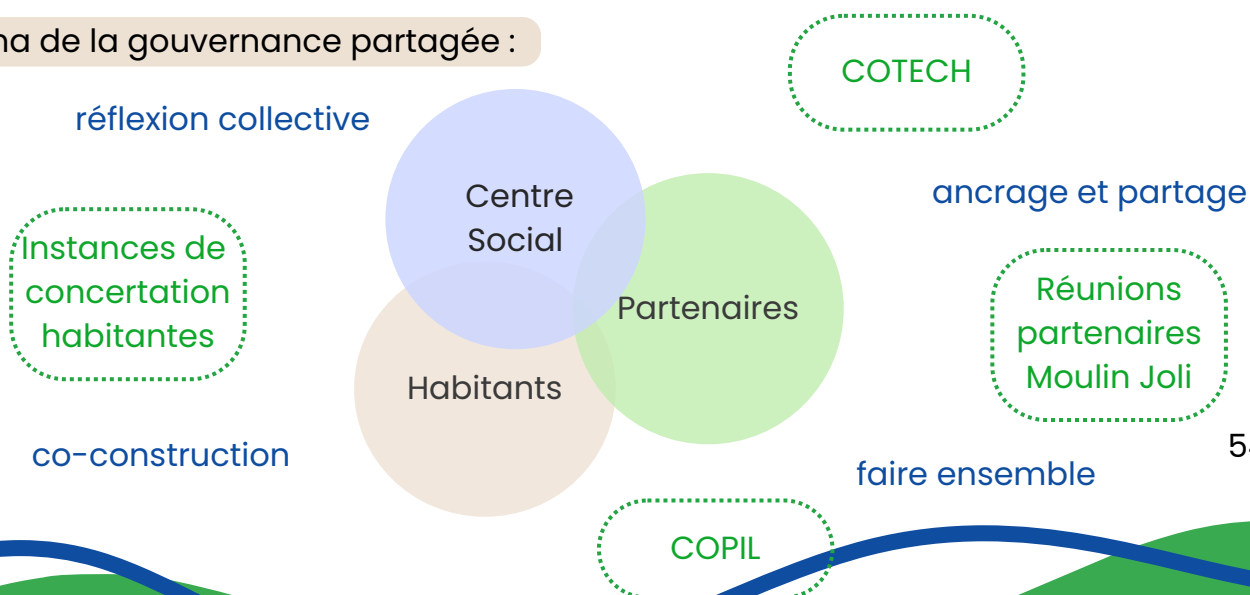 de la gouvernance partagée :
COTECH
réflexion collective
Centre
Social
ancrage et partage
Instances de
concertation
habitantes
Partenaires
Réunions
partenaires
Moulin Joli
Habitants
co-construction
faire ensemble
COPIL